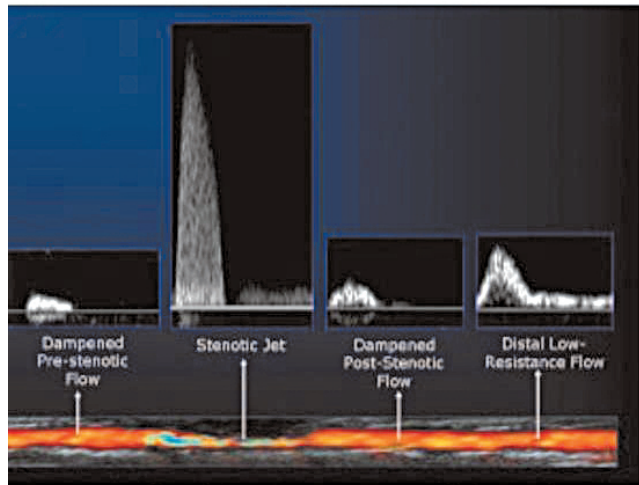 Dampened
Pre-stenotic
Flow
Stenotic Jet
Dampened
Post-Stenotic
Flow
Distal Low-
Resistance Flow